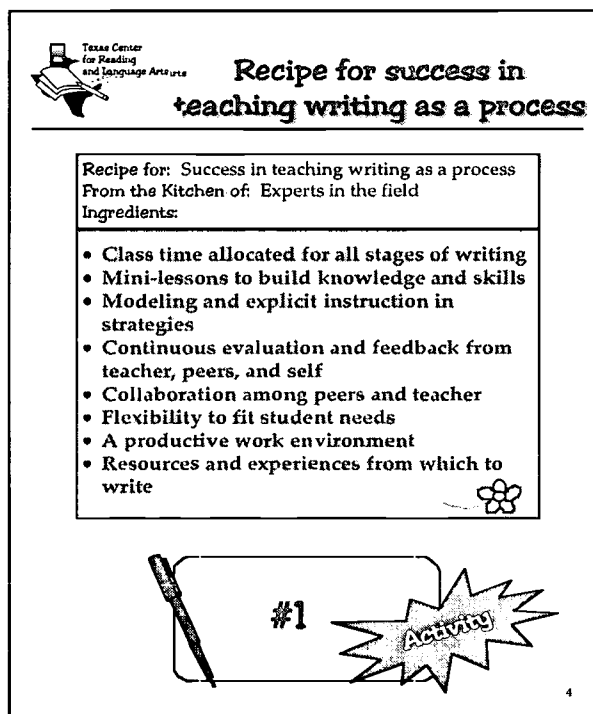 Texas Center
for Reading
and Language Arts
Recipe for success in
teaching writing as a process
Recipe for: Success in teaching writing as a process
From the Kitchen of: Experts in the field
Ingredients:
• Class time allocated for all stages of writing
• Mini-lessons to build knowledge and skills
• Modeling and explicit instruction in
strategies
• Continuous evaluation and feedback from
teacher, peers, and self
• Collaboration among peers and teacher
• Flexibility to fit student needs
• A productive work environment
• Resources and experiences from which to
write
#1
Activity
4